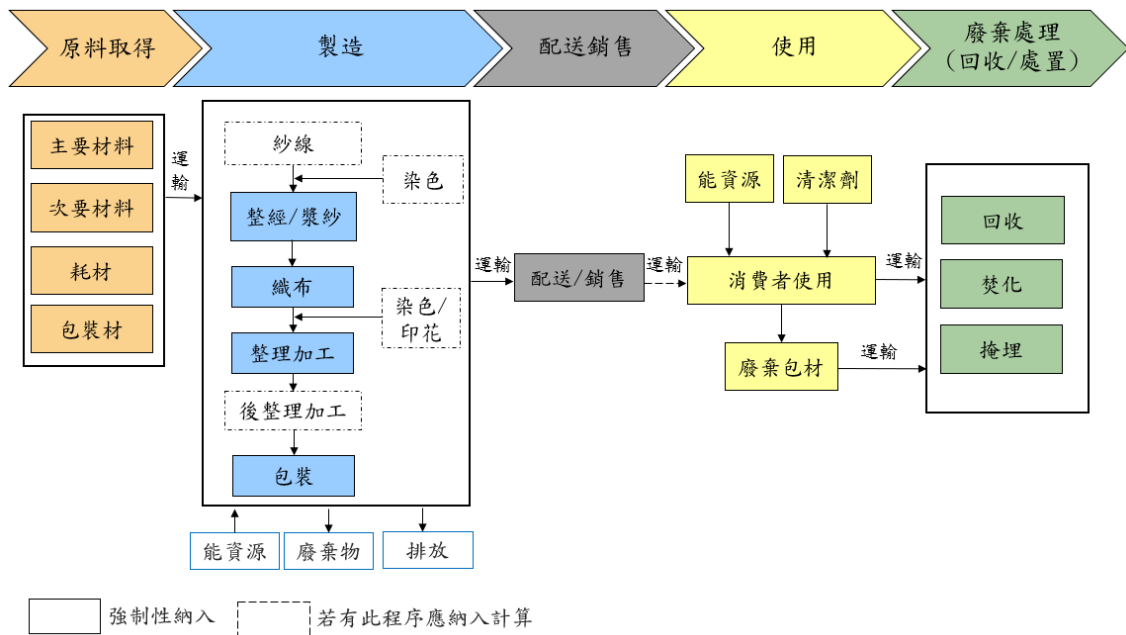 原料取得
製造
配送銷售
使用
廢棄處理
(回收/處置)
主要材料
次要材料
耗材
包裝材
運
輸
紗線
染色
整經/漿紗
織布
染色/
印花
整理加工
後整理加工
包裝
能資源
廢棄物
排放
運輸
配送/銷售
運輸
能資源
清潔劑
消費者使用
廢棄包材
運輸
運輸
回收
焚化
掩埋
強制性納入
若有此程序應納入計算